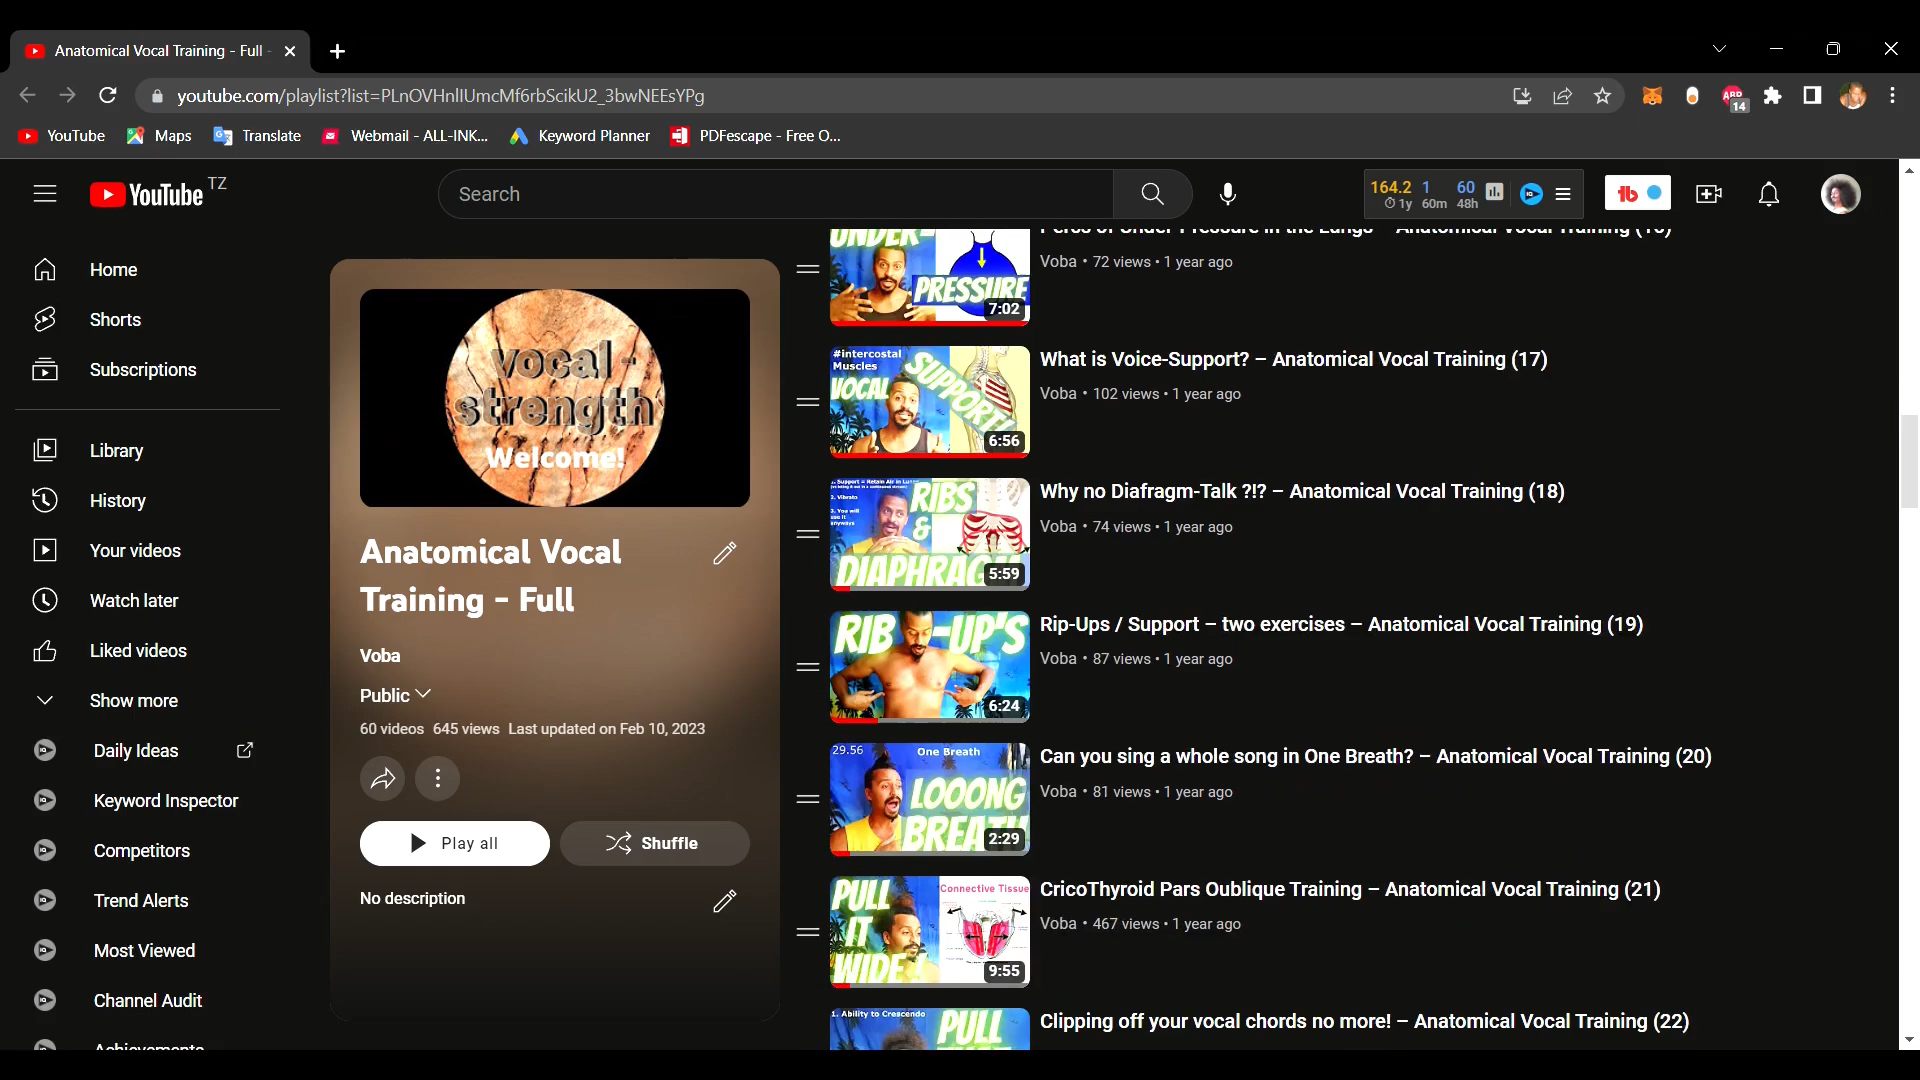 Anatomical Vocal Training - Full -
youtube.com/playlist?list=PLnOVHnlIUmcMf6rbScikU2_3bwNEEsYPg
ABP
14
YouTube
Maps
Translate
Webmail - ALL-INK...
Keyword Planner
PDFescape - Free O...
YouTube TZ
Search
164.2 1 60
1y 60m 48h
Home
Shorts
Subscriptions
Library
History
Your videos
Watch later
Liked videos
Show more
Daily Ideas
Keyword Inspector
Competitors
Trend Alerts
Most Viewed
Channel Audit
Achievements
vocal -
strength
Welcome!
Anatomical Vocal
Training - Full
Voba
Public
60 videos 645 views Last updated on Feb 10, 2023
Play all
Shuffle
No description
UNDER-
PRESSURE
7:02
Voba • 72 views • 1 year ago
#intercostal
Muscles
VOCAL
SUPPORT!
6:56
What is Voice-Support? – Anatomical Vocal Training (17)
Voba • 102 views • 1 year ago
RIBS
&
DIAPHRAGM
5:59
Why no Diafragm-Talk ?!? – Anatomical Vocal Training (18)
Voba • 74 views • 1 year ago
RIB-UP'S
6:24
Rip-Ups / Support – two exercises – Anatomical Vocal Training (19)
Voba • 87 views • 1 year ago
29.56
One Breath
LOOONG
BREATH
2:29
Can you sing a whole song in One Breath? – Anatomical Vocal Training (20)
Voba • 81 views • 1 year ago
PULL
IT
WIDE!
Connective Tissue
9:55
CricoThyroid Pars Oublique Training – Anatomical Vocal Training (21)
Voba • 467 views • 1 year ago
1. Ability to Crescendo
PULL
Clipping off your vocal chords no more! – Anatomical Vocal Training (22)